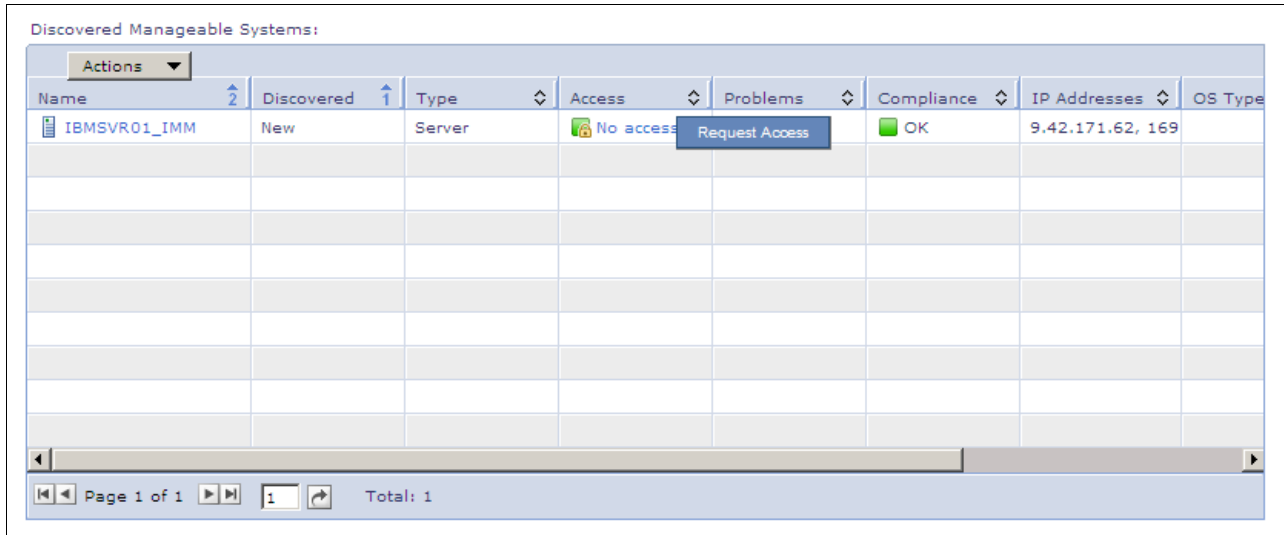 Discovered Manageable Systems:
Actions
Name 2 Discovered 1 Type Access Problems Compliance IP Addresses OS Type
IBMSVR01_IMM New Server No access Request Access OK 9.42.171.62, 169
Page 1 of 1 1 Total: 1